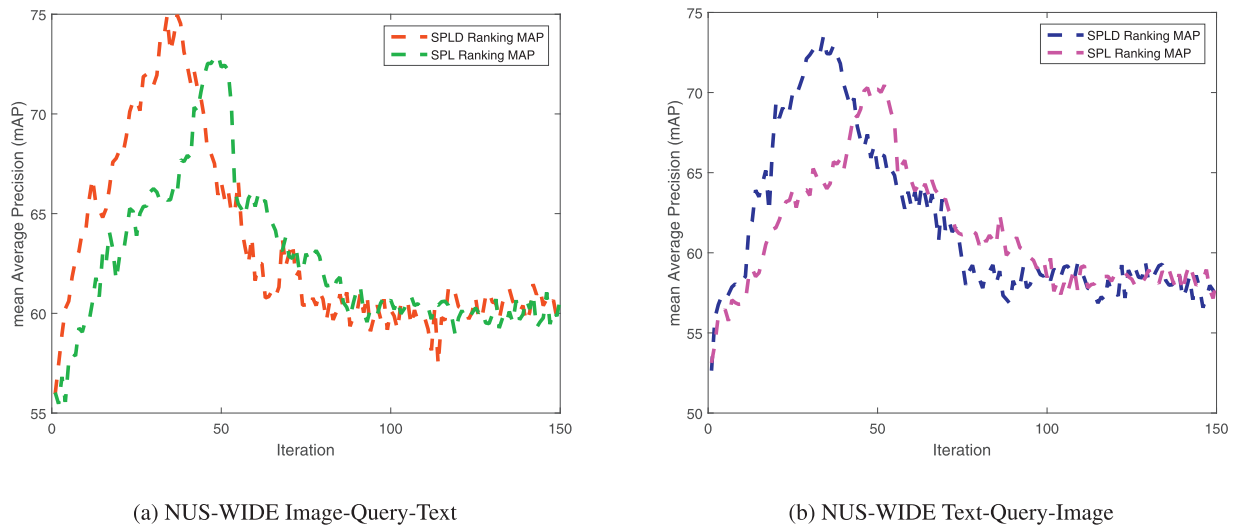 75
70
65
60
55
0
50
100
150
mean Average Precision (mAP)
Iteration
SPLD Ranking MAP
SPL Ranking MAP
(a) NUS-WIDE Image-Query-Text
75
70
65
60
55
50
0
50
100
150
mean Average Precision (mAP)
Iteration
SPLD Ranking MAP
SPL Ranking MAP
(b) NUS-WIDE Text-Query-Image